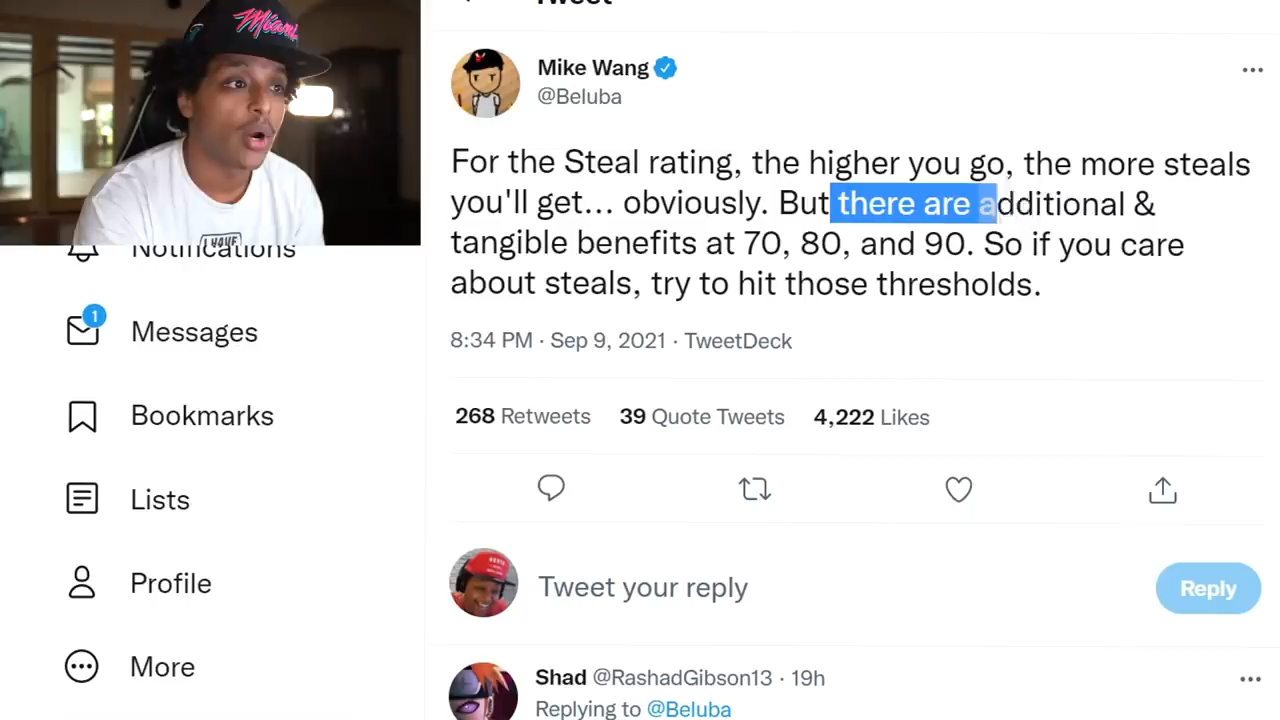 Miami
Tweet
Mike Wang
@Beluba
For the Steal rating, the higher you go, the more steals
you'll get... obviously. But there are additional &
tangible benefits at 70, 80, and 90. So if you care
about steals, try to hit those thresholds.
8:34 PM · Sep 9, 2021 · TweetDeck
268 Retweets 39 Quote Tweets 4,222 Likes
Tweet your reply
Reply
Shad @RashadGibson13 · 19h
Replying to @Beluba
Notifications
1
Messages
Bookmarks
Lists
Profile
More